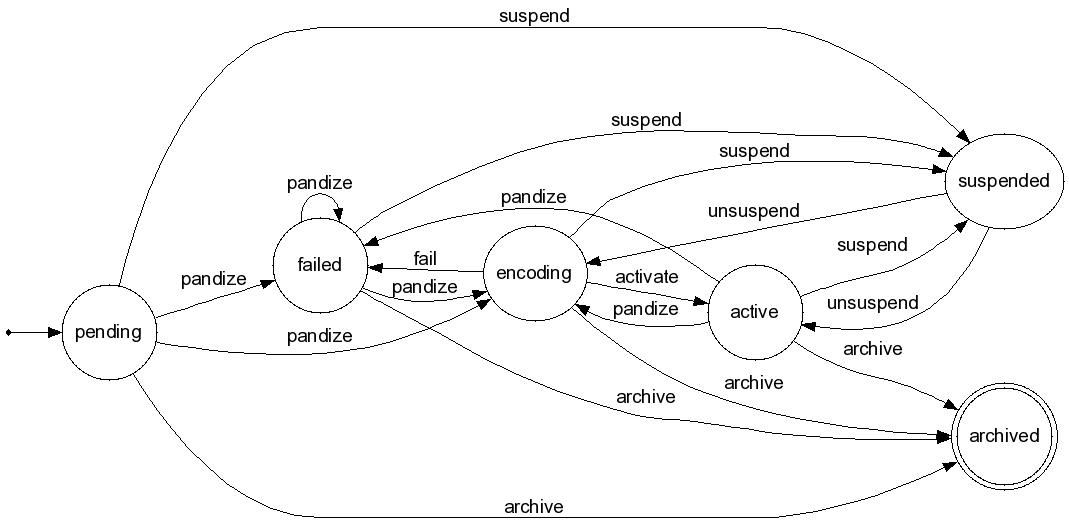 suspend
suspend
suspend
pandize
pandize
suspended
unsuspend
suspend
failed
fail
encoding
activate
pandize
pandize
pandize
active
unsuspend
pending
pandize
archive
archive
archive
archived
archive